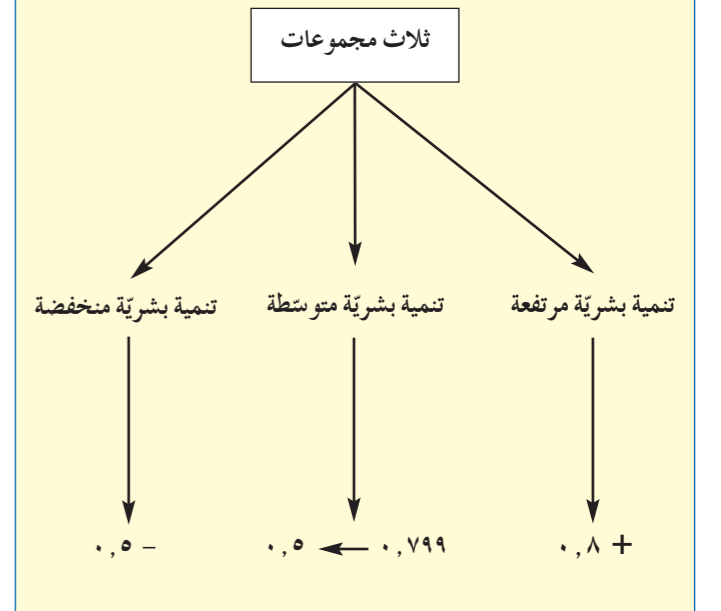 ثلاث مجموعات
تنمية بشريّة مرتفعة تنمية بشريّة متوسّطة تنمية بشريّة منخفضة
+ ٠,٨ ٠,٧٩٩ ← ٠,٥ – ٠,٥